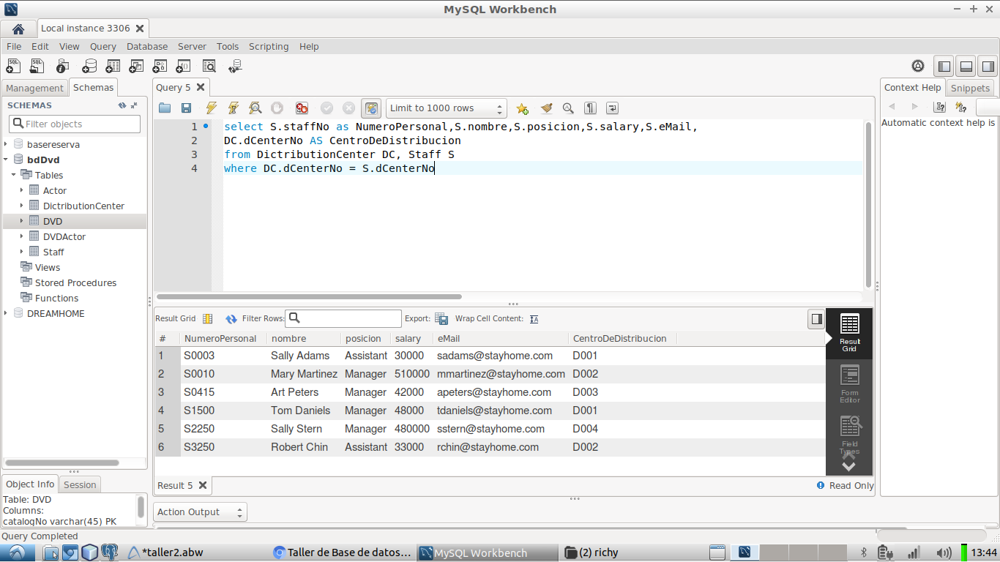 MySQL Workbench
Local instance 3306
File Edit View Query Database Server Tools Scripting Help
Management Schemas
SCHEMAS
Filter objects
basereserva
bdDvd
Tables
Actor
DictributionCenter
DVD
DVDActor
Staff
Views
Stored Procedures
Functions
DREAMHOME
Object Info Session
Table: DVD
Columns:
catalogNo varchar(45) PK
Query 5
Limit to 1000 rows
1 select S.staffNo as NumeroPersonal,S.nombre,S.posicion,S.salary,S.eMail,
2 DC.dCenterNo AS CentroDeDistribucion
3 from DictributionCenter DC, Staff S
4 where DC.dCenterNo = S.dCenterNo
Result Grid Filter Rows: Export: Wrap Cell Content:
# NumeroPersonal nombre posicion salary eMail CentroDeDistribucion
1 S0003 Sally Adams Assistant 30000 sadams@stayhome.com D001
2 S0010 Mary Martinez Manager 510000 mmartinez@stayhome.com D002
3 S0415 Art Peters Manager 42000 apeters@stayhome.com D003
4 S1500 Tom Daniels Manager 48000 tdaniels@stayhome.com D001
5 S2250 Sally Stern Manager 480000 sstern@stayhome.com D004
6 S3250 Robert Chin Assistant 33000 rchin@stayhome.com D002
Result
Grid
Form
Editor
Field
Types
Result 5
Read Only
Action Output
Context Help Snippets
Automatic context help is
Query Completed
*taller2.abw
Taller de Base de datos...
MySQL Workbench
(2) richy
13:44